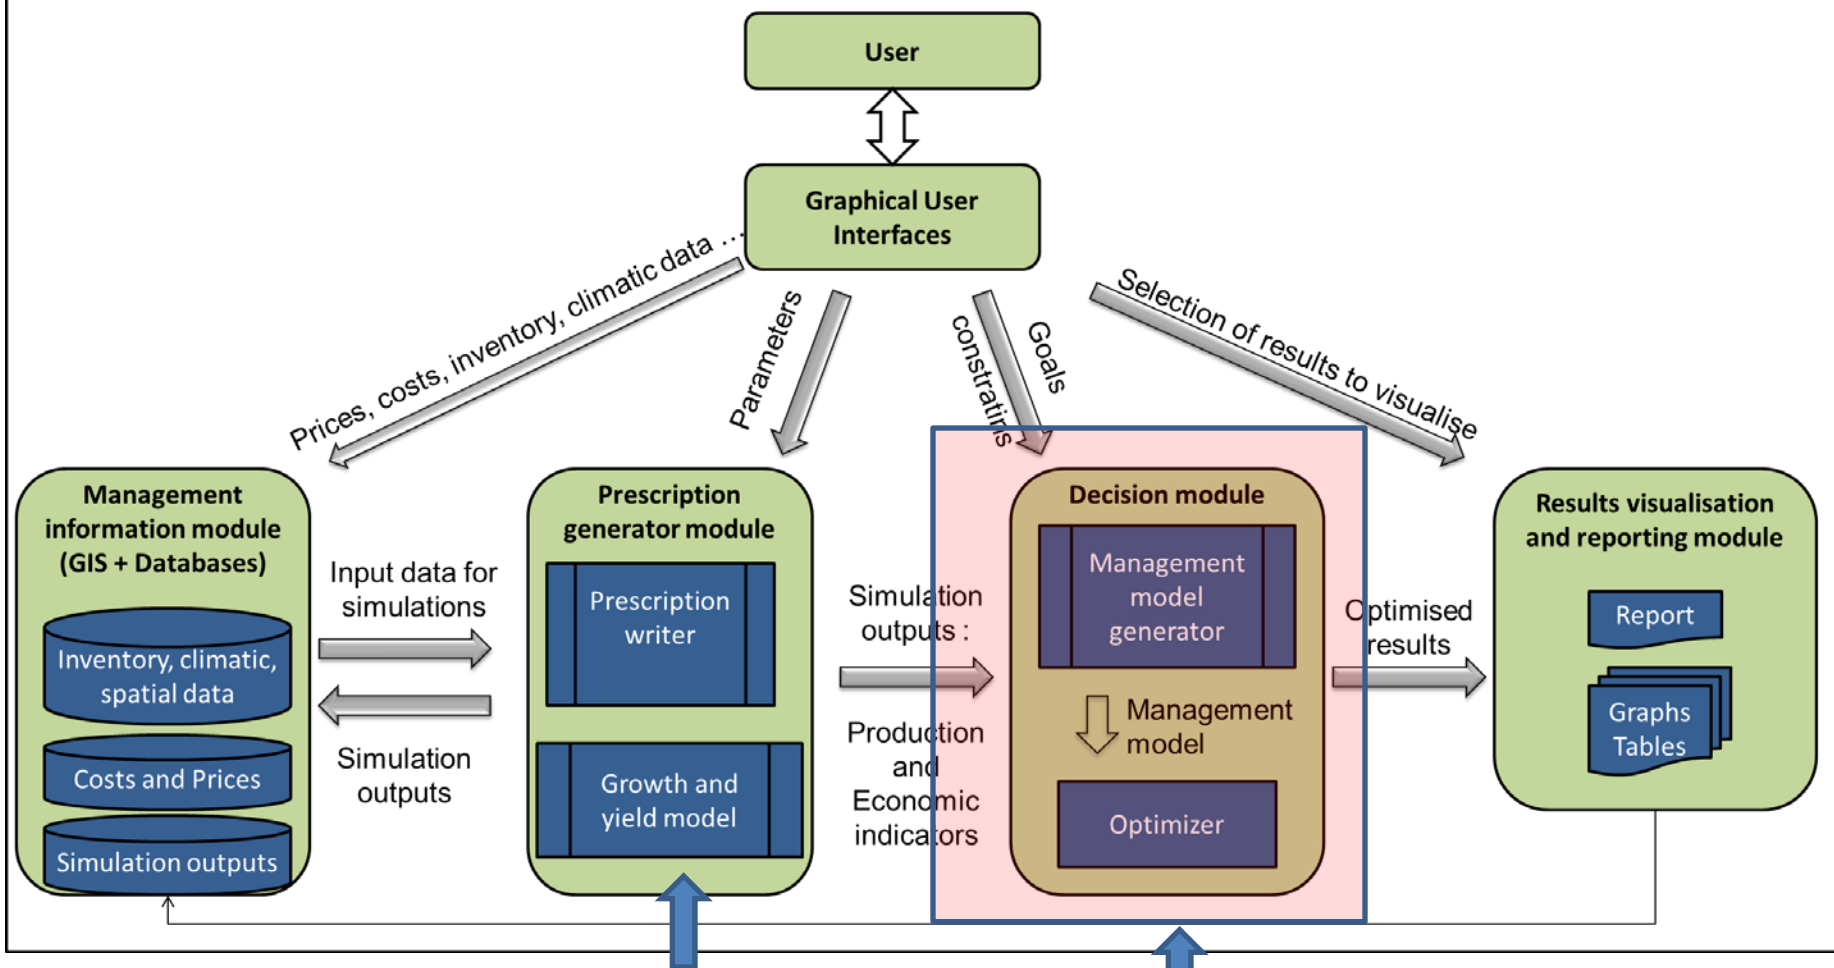 User
Graphical User
Interfaces
Prices, costs, inventory, climatic data ...
Parameters
Goals
constratins
Selection of results to visualise
Management
information module
(GIS + Databases)
Inventory, climatic,
spatial data
Costs and Prices
Simulation outputs
Input data for
simulations
Simulation
outputs
Prescription
generator module
Prescription
writer
Growth and
yield model
Simulation
outputs :
Production
and
Economic
indicators
Decision module
Management
model
generator
Management
model
Optimizer
Optimised
results
Results visualisation
and reporting module
Report
Graphs
Tables